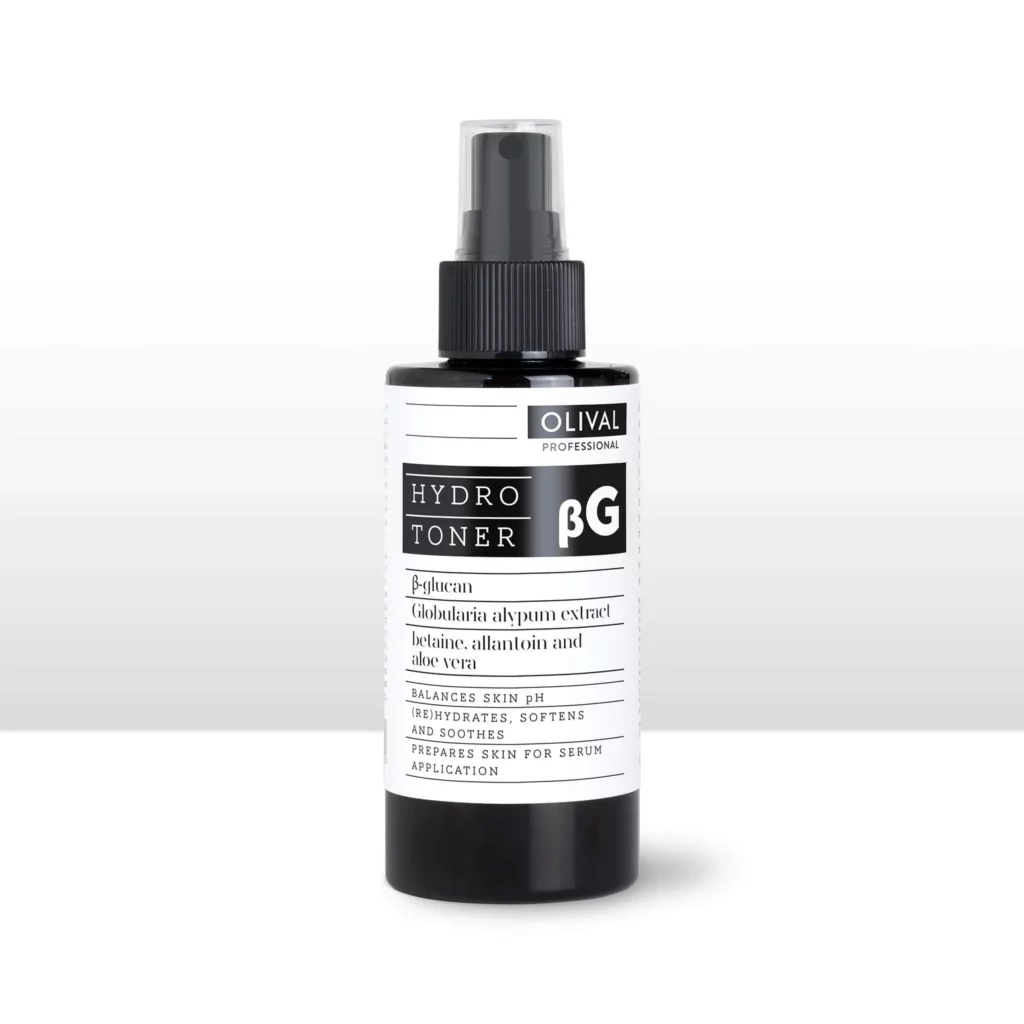 OLIVAL
PROFESSIONAL
HYDRO
TONER
βG
β-glucan
Globularia alypum extract
betaine, allantoin and
aloe vera
BALANCES SKIN pH
(RE)HYDRATES, SOFTENS
AND SOOTHES
PREPARES SKIN FOR SERUM
APPLICATION